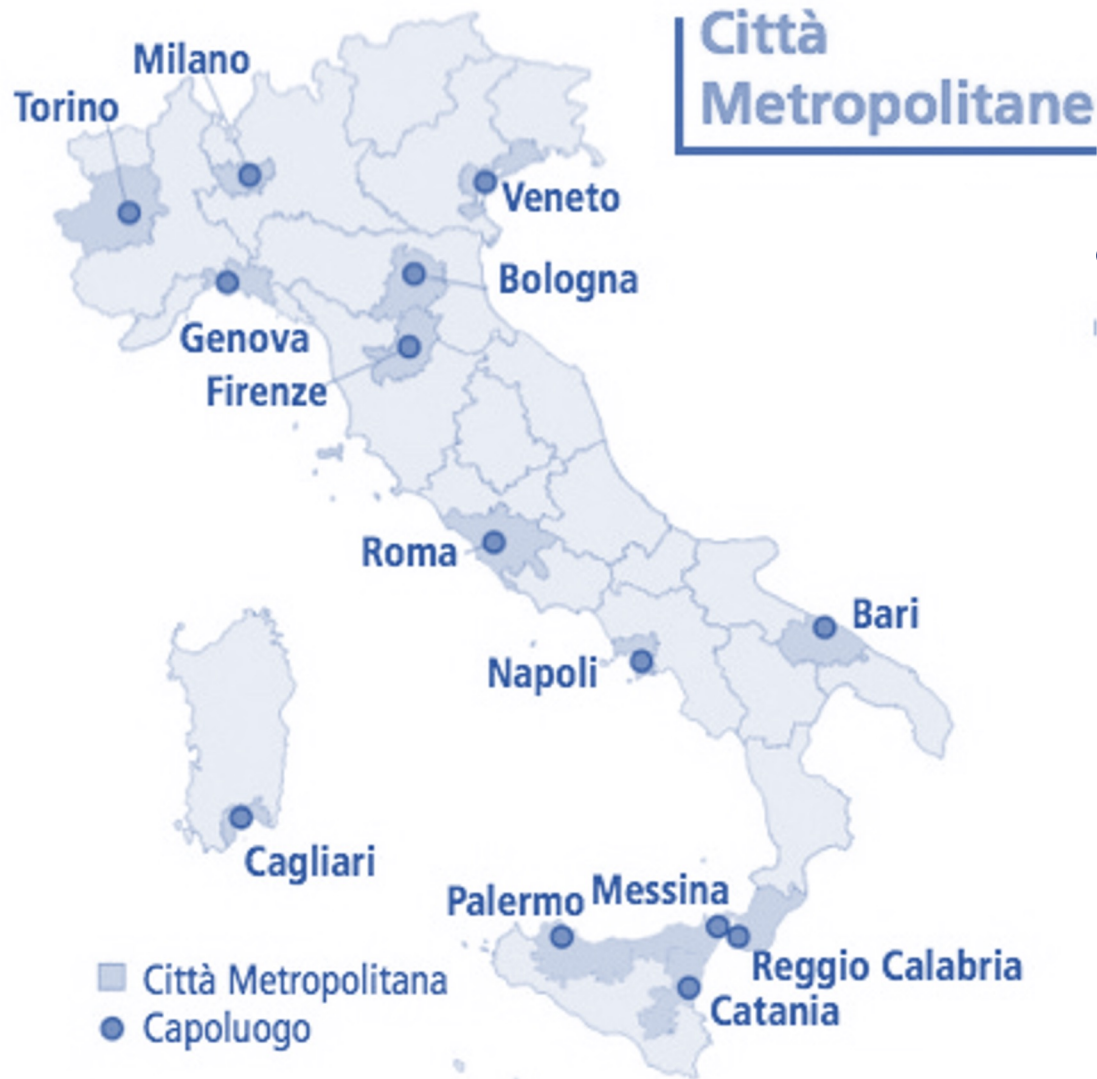 Città
Metropolitane
Milano
Torino
Veneto
Bologna
Genova
Firenze
Roma
Bari
Napoli
Cagliari
Palermo
Messina
Reggio Calabria
Catania
Città Metropolitana
Capoluogo